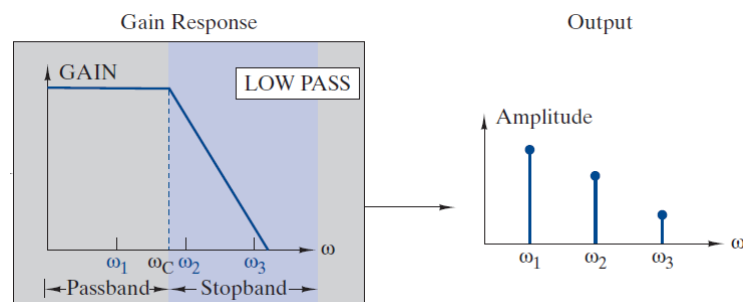 Gain Response
Output
GAIN
LOW PASS
Amplitude
ω
ω1 ωC ω2 ω3
Passband Stopband
ω
ω1 ω2 ω3